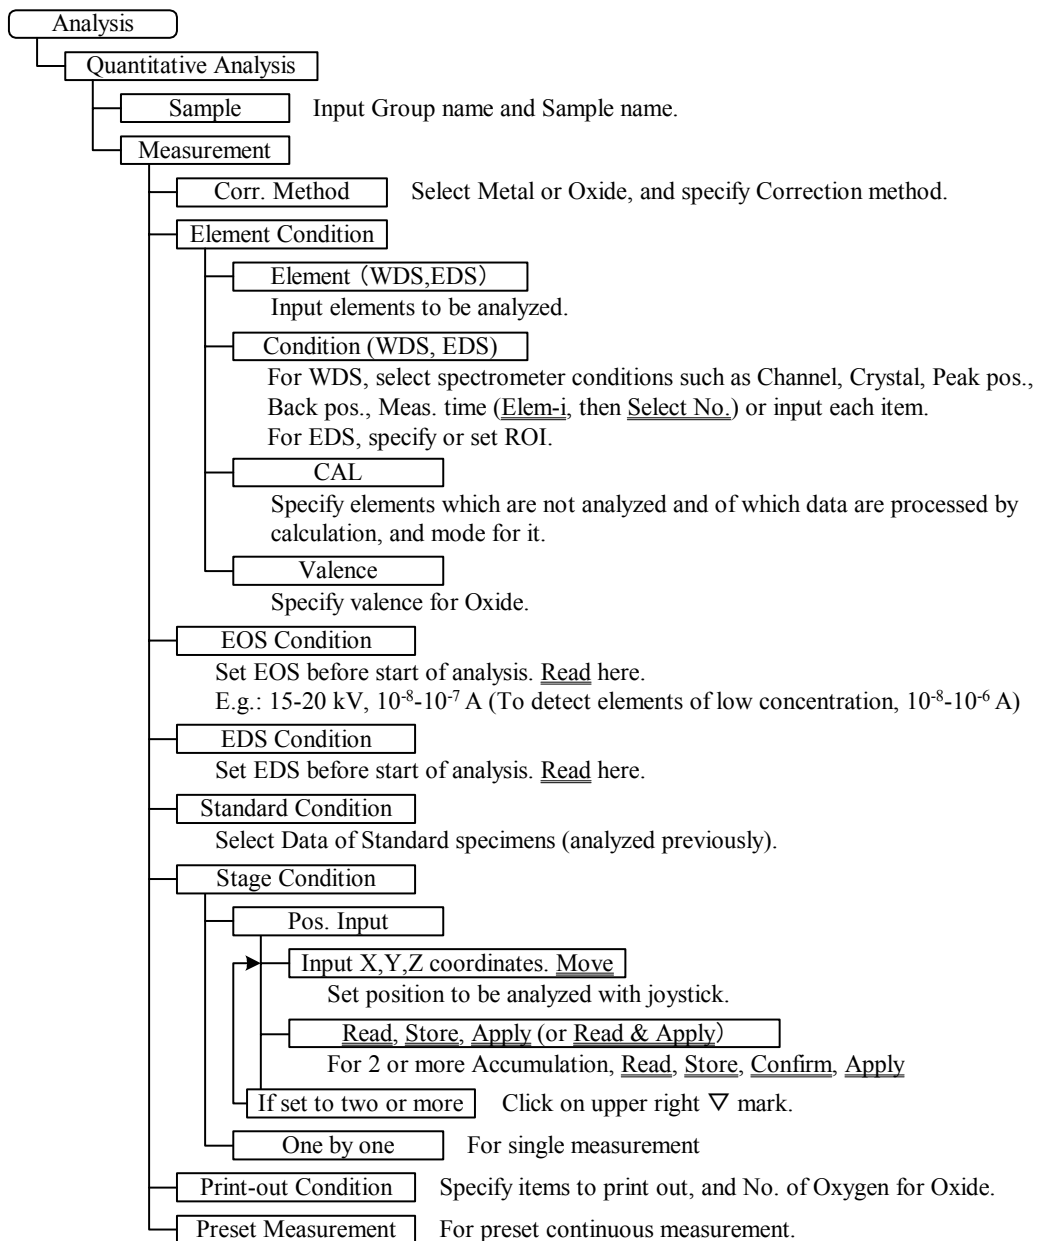 Analysis
Quantitative Analysis
Sample Input Group name and Sample name.
Measurement
Corr. Method Select Metal or Oxide, and specify Correction method.
Element Condition
Element (WDS,EDS)
Input elements to be analyzed.
Condition (WDS, EDS)
For WDS, select spectrometer conditions such as Channel, Crystal, Peak pos.,
Back pos., Meas. time (Elem-i, then Select No.) or input each item.
For EDS, specify or set ROI.
CAL
Specify elements which are not analyzed and of which data are processed by
calculation, and mode for it.
Valence
Specify valence for Oxide.
EOS Condition
Set EOS before start of analysis. Read here.
E.g.: 15-20 kV, 10⁻⁸-10⁻⁷ A (To detect elements of low concentration, 10⁻⁸-10⁻⁶ A)
EDS Condition
Set EDS before start of analysis. Read here.
Standard Condition
Select Data of Standard specimens (analyzed previously).
Stage Condition
Pos. Input
Input X,Y,Z coordinates. Move
Set position to be analyzed with joystick.
Read, Store, Apply (or Read & Apply)
For 2 or more Accumulation, Read, Store, Confirm, Apply
If set to two or more Click on upper right ▽ mark.
One by one For single measurement
Print-out Condition Specify items to print out, and No. of Oxygen for Oxide.
Preset Measurement For preset continuous measurement.